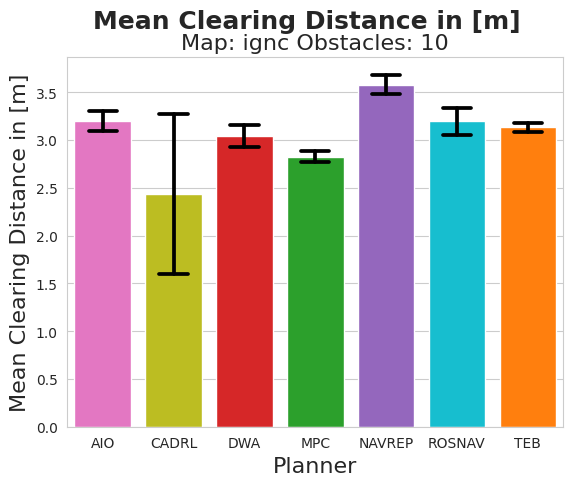 Mean Clearing Distance in [m]
Map: ignc Obstacles: 10
Mean Clearing Distance in [m]
3.5
3.0
2.5
2.0
1.5
1.0
0.5
0.0
AIO CADRL DWA MPC NAVREP ROSNAV TEB
Planner